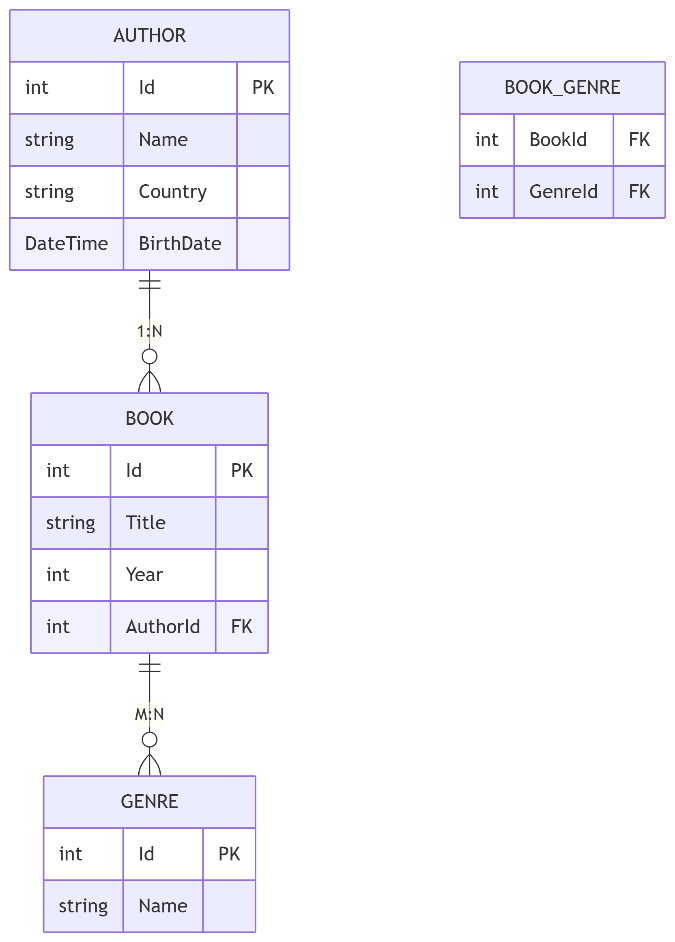 AUTHOR
int Id PK
string Name
string Country
DateTime BirthDate
1:N
BOOK
int Id PK
string Title
int Year
int AuthorId FK
M:N
GENRE
int Id PK
string Name
BOOK_GENRE
int BookId FK
int GenreId FK